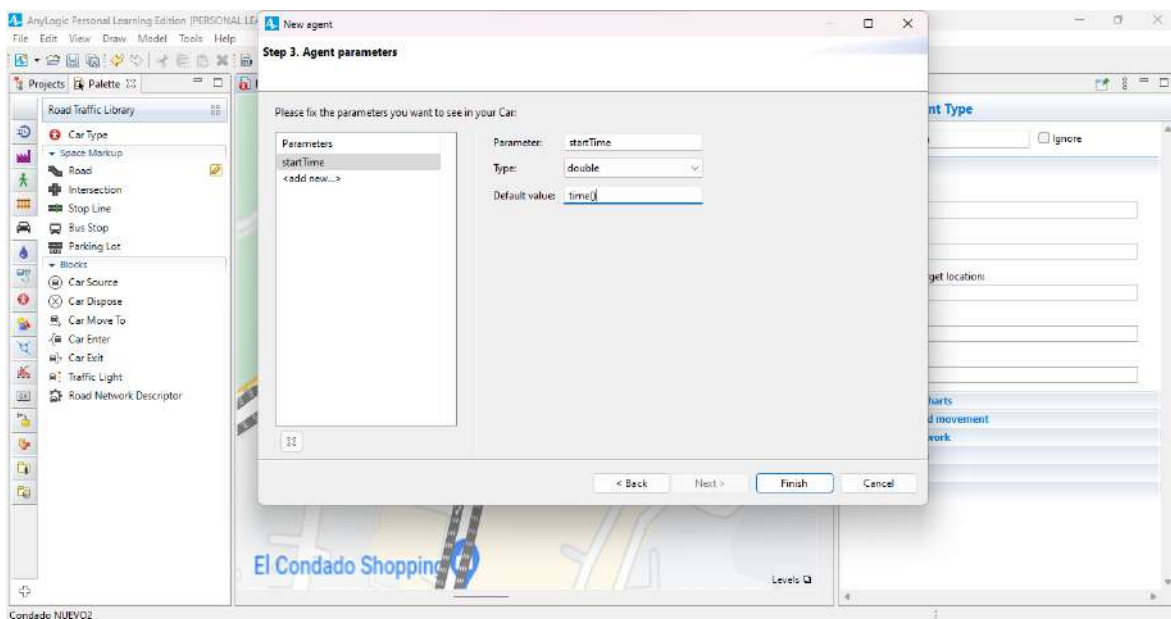 AnyLogic Personal Learning Edition [PERSONAL LE
File Edit View Draw Model Tools Help
Projects Palette
Road Traffic Library
Car Type
Space Markup
Road
Intersection
Stop Line
Bus Stop
Parking Lot
Blocks
Car Source
Car Dispose
Car Move To
Car Enter
Car Exit
Traffic Light
Road Network Descriptor
New agent
Step 3. Agent parameters
Please fix the parameters you want to see in your Car:
Parameters
startTime
<add new...>
Parameter: startTime
Type: double
Default value: time()
< Back Next > Finish Cancel
nt Type
Ignore
get location:
harts
d movement
work
El Condado Shopping
Levels
Condado NUEVO2